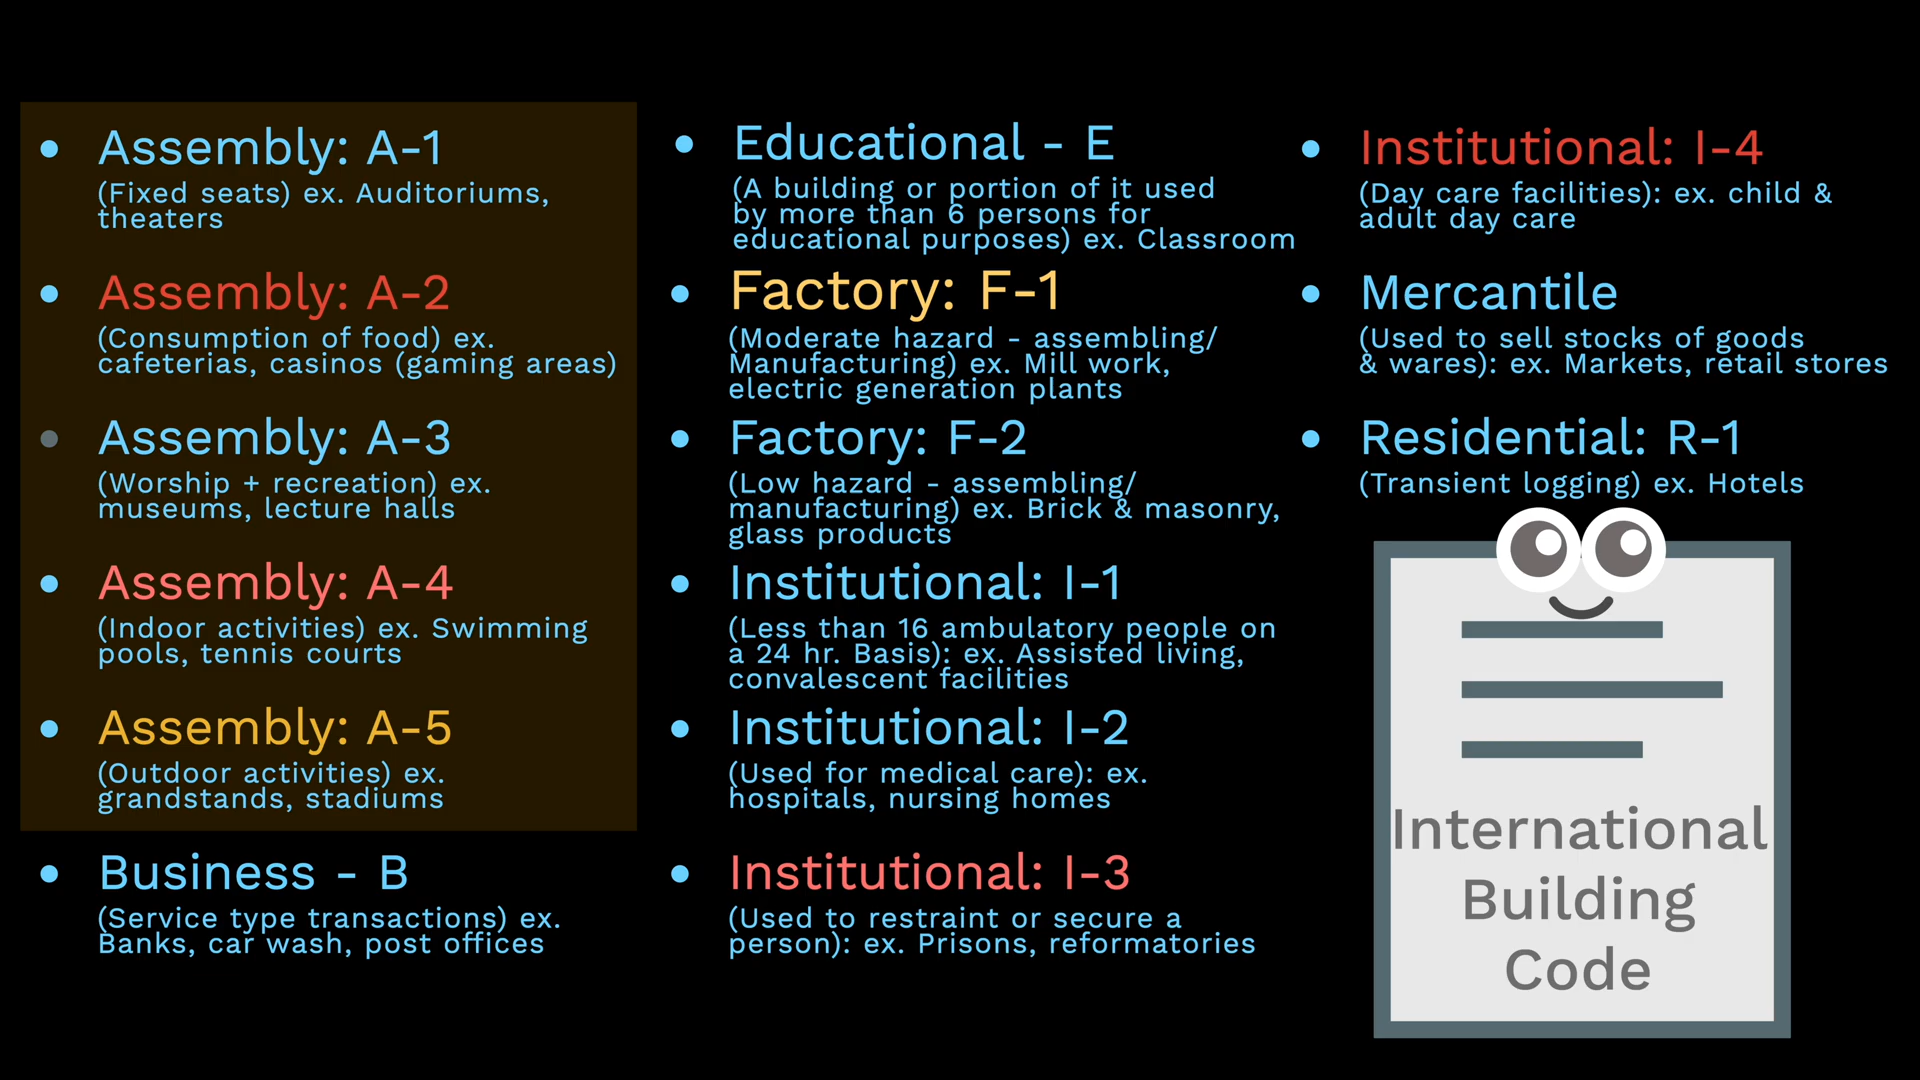 Assembly: A-1
(Fixed seats) ex. Auditoriums,
theaters
Assembly: A-2
(Consumption of food) ex.
cafeterias, casinos (gaming areas)
Assembly: A-3
(Worship + recreation) ex.
museums, lecture halls
Assembly: A-4
(Indoor activities) ex. Swimming
pools, tennis courts
Assembly: A-5
(Outdoor activities) ex.
grandstands, stadiums
Business - B
(Service type transactions) ex.
Banks, car wash, post offices
Educational - E
(A building or portion of it used
by more than 6 persons for
educational purposes) ex. Classroom
Factory: F-1
(Moderate hazard - assembling/
Manufacturing) ex. Mill work,
electric generation plants
Factory: F-2
(Low hazard - assembling/
manufacturing) ex. Brick & masonry,
glass products
Institutional: I-1
(Less than 16 ambulatory people on
a 24 hr. Basis): ex. Assisted living,
convalescent facilities
Institutional: I-2
(Used for medical care): ex.
hospitals, nursing homes
Institutional: I-3
(Used to restraint or secure a
person): ex. Prisons, reformatories
Institutional: I-4
(Day care facilities): ex. child &
adult day care
Mercantile
(Used to sell stocks of goods
& wares): ex. Markets, retail stores
Residential: R-1
(Transient logging) ex. Hotels
International
Building
Code